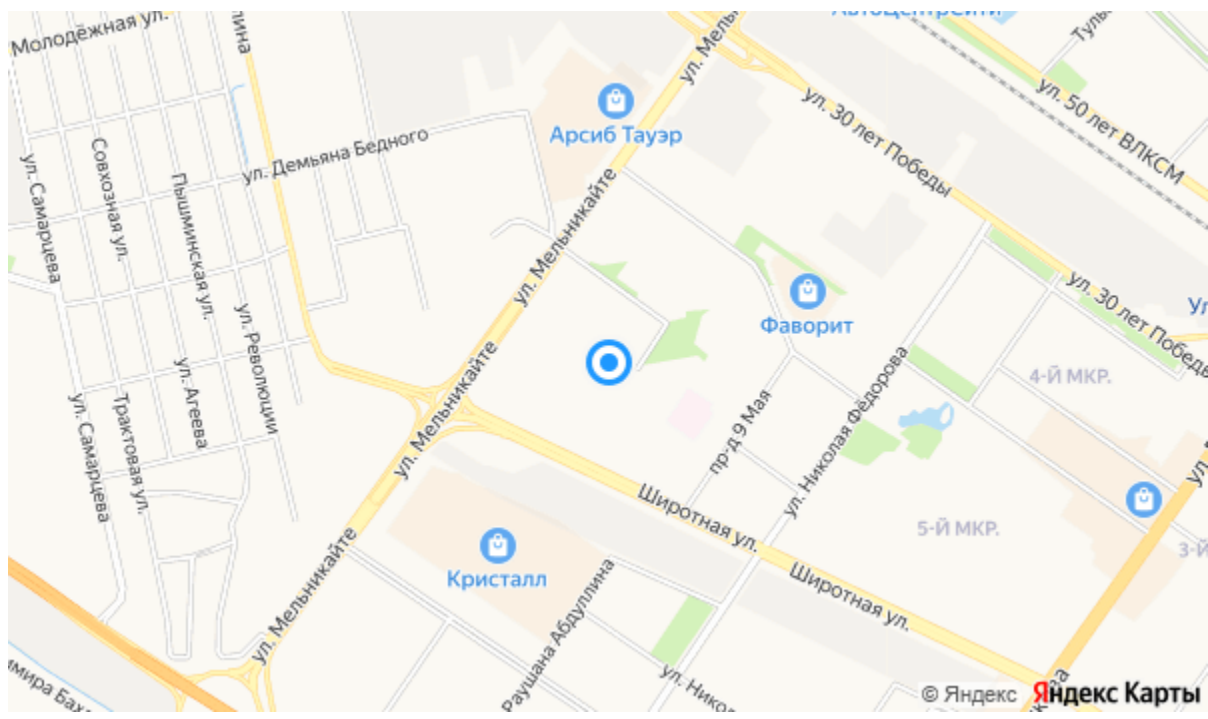 Молодёжная ул.
ул. Мельникайте
Арсиб Тауэр
ул. Демьяна Бедного
ул. 30 лет Победы
ул. 50 лет ВЛКСМ
ул. Самарцева
Совхозная ул.
Пышминская ул.
ул. Революции
ул. Агеева
Трактовая ул.
ул. Самарцева
ул. Мельникайте
ул. Мельникайте
Фаворит
ул. 30 лет Победы
4-Й МКР.
пр-д 9 Мая
ул. Николая Фёдорова
Широтная ул.
5-Й МКР.
Кристалл
Широтная ул.
Раушана Абдуллина
© Яндекс Яндекс Карты